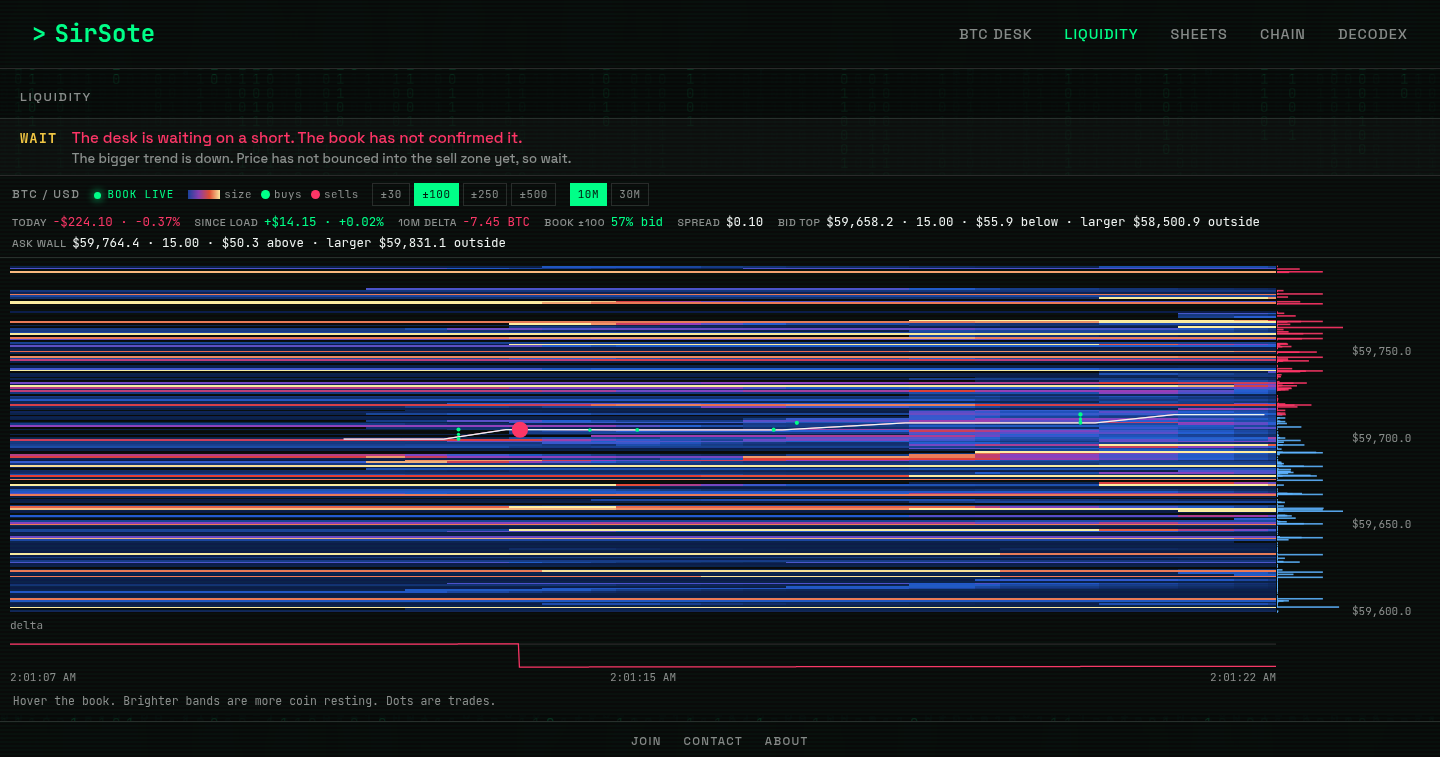 > SirSote
BTC DESK LIQUIDITY SHEETS CHAIN DECODEX
LIQUIDITY
WAIT The desk is waiting on a short. The book has not confirmed it.
The bigger trend is down. Price has not bounced into the sell zone yet, so wait.
BTC / USD BOOK LIVE size buys sells ±30 ±100 ±250 ±500 10M 30M
TODAY -$224.10 · -0.37% SINCE LOAD +$14.15 · +0.02% 10M DELTA -7.45 BTC BOOK ±100 57% bid SPREAD $0.10 BID TOP $59,658.2 · 15.00 · $55.9 below · larger $58,500.9 outside
ASK WALL $59,764.4 · 15.00 · $50.3 above · larger $59,831.1 outside
$59,750.0
$59,700.0
$59,650.0
$59,600.0
delta
2:01:07 AM 2:01:15 AM 2:01:22 AM
Hover the book. Brighter bands are more coin resting. Dots are trades.
JOIN CONTACT ABOUT